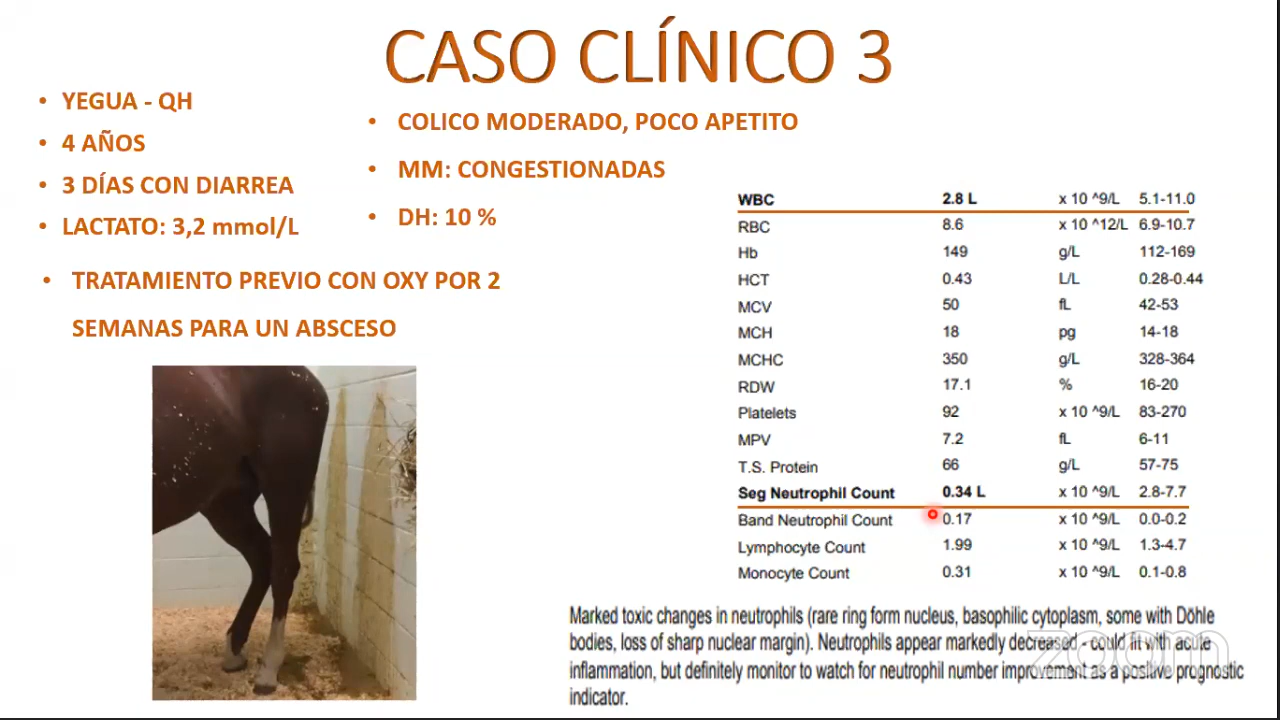 CASO CLÍNICO 3
• YEGUA - QH
• 4 AÑOS
• 3 DÍAS CON DIARREA
• LACTATO: 3,2 mmol/L
• TRATAMIENTO PREVIO CON OXY POR 2
SEMANAS PARA UN ABSCESO
• COLICO MODERADO, POCO APETITO
• MM: CONGESTIONADAS
• DH: 10 %
WBC 2.8 L x 10 ^9/L 5.1-11.0
RBC 8.6 x 10 ^12/L 6.9-10.7
Hb 149 g/L 112-169
HCT 0.43 L/L 0.28-0.44
MCV 50 fL 42-53
MCH 18 pg 14-18
MCHC 350 g/L 328-364
RDW 17.1 % 16-20
Platelets 92 x 10 ^9/L 83-270
MPV 7.2 fL 6-11
T.S. Protein 66 g/L 57-75
Seg Neutrophil Count 0.34 L x 10 ^9/L 2.8-7.7
Band Neutrophil Count 0.17 x 10 ^9/L 0.0-0.2
Lymphocyte Count 1.99 x 10 ^9/L 1.3-4.7
Monocyte Count 0.31 x 10 ^9/L 0.1-0.8
Marked toxic changes in neutrophils (rare ring form nucleus, basophilic cytoplasm, some with Döhle
bodies, loss of sharp nuclear margin). Neutrophils appear markedly decreased - could fit with acute
inflammation, but definitely monitor to watch for neutrophil number improvement as a positive prognostic
indicator.
zoom